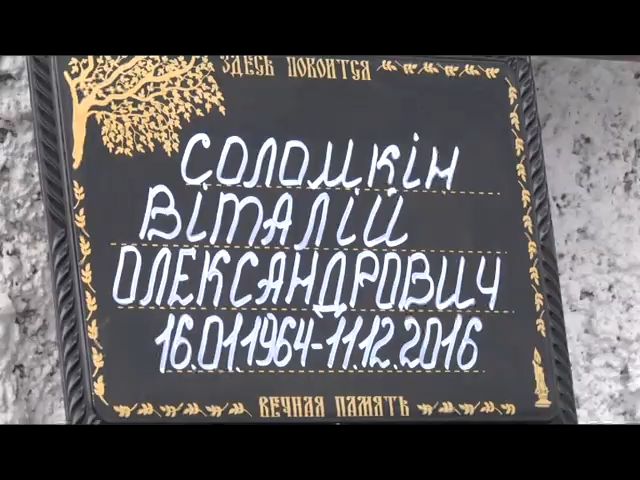 ЗДЕСЬ ПОКОИТСЯ
СОЛОМКІН
ВІТАЛІЙ
ОЛЕКСАНДРОВИЧ
16.01.1964-11.12.2016
ВЕЧНАЯ ПАМЯТЬ